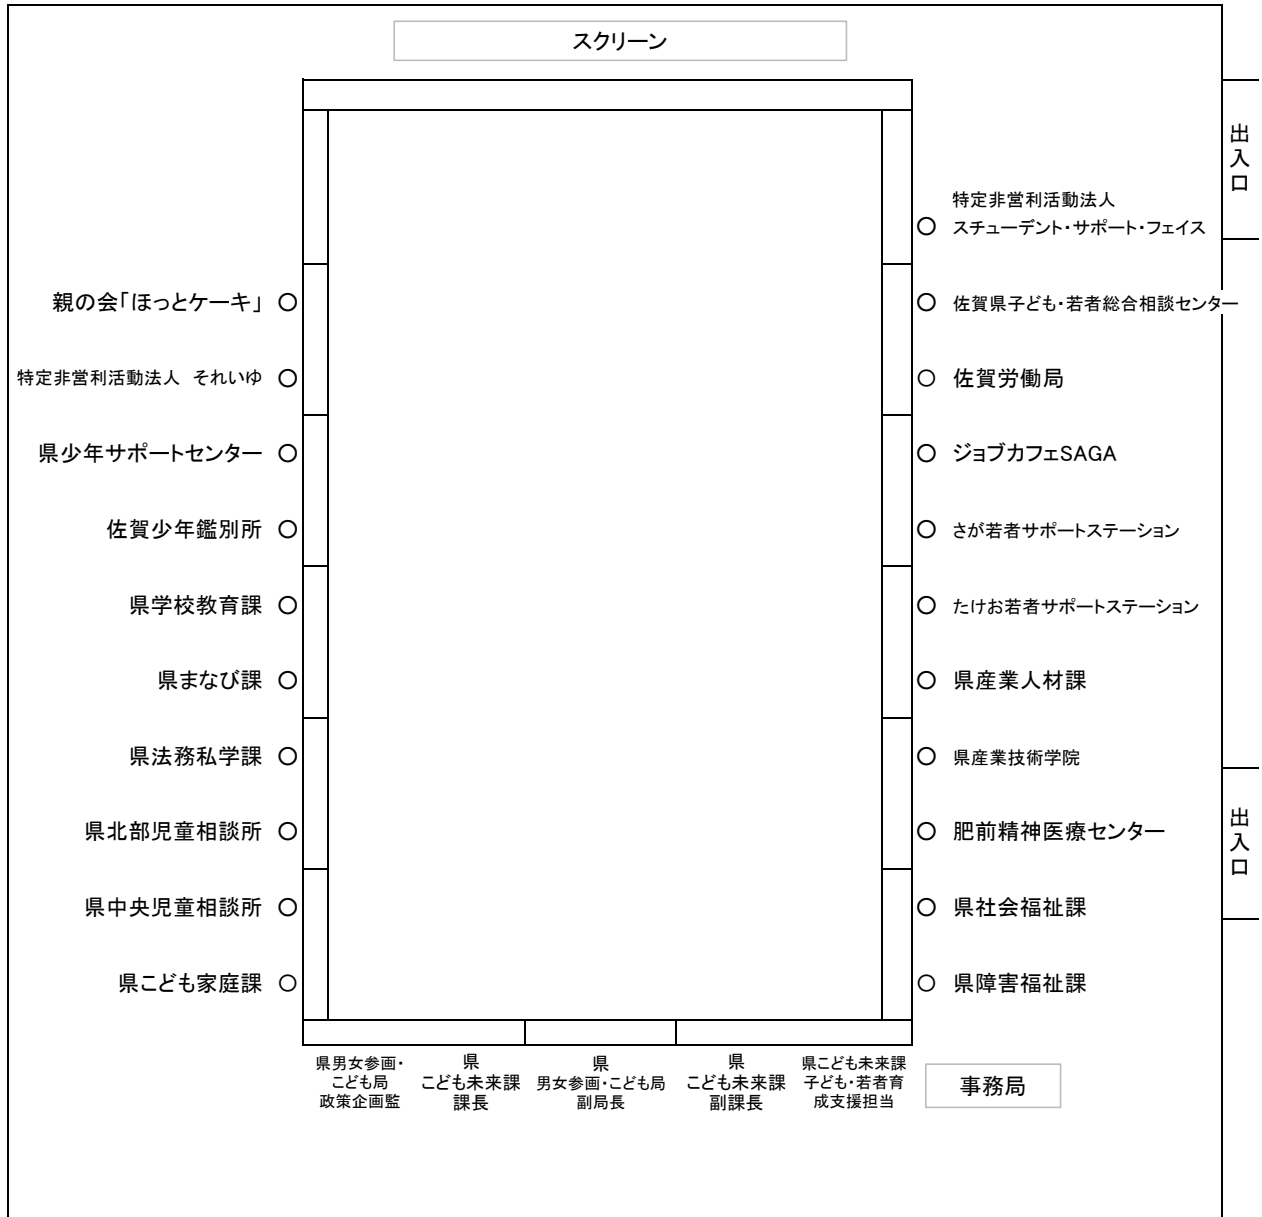 スクリーン
出入口
特定非営利活動法人
○ スチューデント・サポート・フェイス
親の会「ほっとケーキ」 ○
○ 佐賀県子ども・若者総合相談センター
特定非営利活動法人 それいゆ ○
○ 佐賀労働局
県少年サポートセンター ○
○ ジョブカフェSAGA
佐賀少年鑑別所 ○
○ さが若者サポートステーション
県学校教育課 ○
○ たけお若者サポートステーション
県まなび課 ○
○ 県産業人材課
県法務私学課 ○
○ 県産業技術学院
県北部児童相談所 ○
○ 肥前精神医療センター
出入口
県中央児童相談所 ○
○ 県社会福祉課
県こども家庭課 ○
○ 県障害福祉課
県男女参画・
こども局
政策企画監
県
こども未来課
課長
県
男女参画・こども局
副局長
県
こども未来課
副課長
県こども未来課
子ども・若者育
成支援担当
事務局